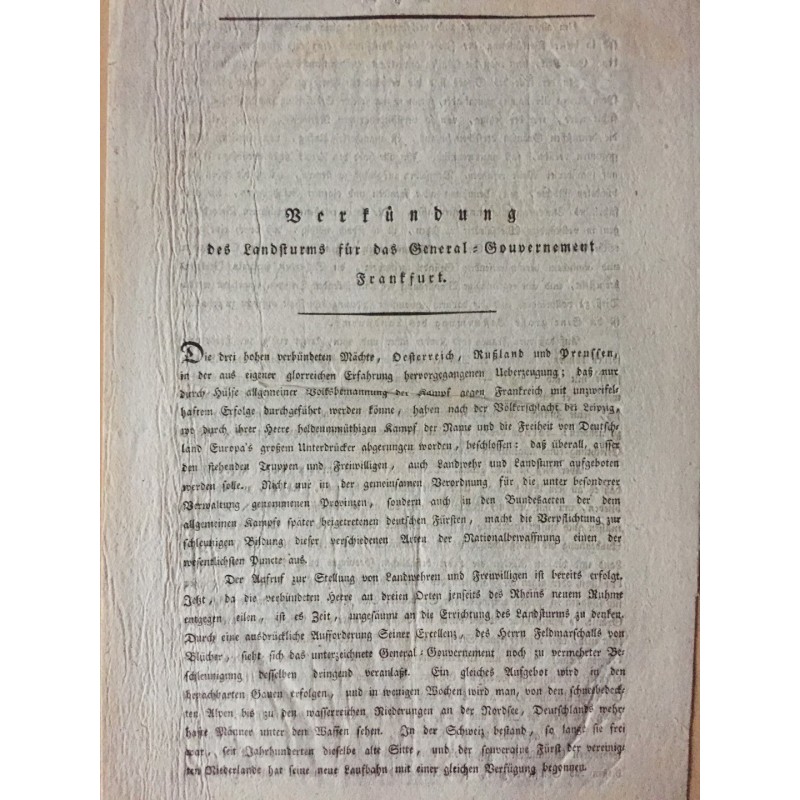 Verkündung
des Landsturms für das General-Gouvernement
Frankfurt.
Die drei hohen verbündeten Mächte, Oesterreich, Rußland und Preussen,
in der aus eigener glorreichen Erfahrung hervorgegangenen Ueberzeugung; daß nur
durch Hülfe allgemeiner Volksbemannung der Kampf gegen Frankreich mit unzweifel-
haftem Erfolge durchgeführt werden könne, haben nach der Völkerschlacht bei Leipzig,
wo durch ihrer Heere heldenmüthigen Kampf der Name und die Freiheit von Deutsch-
land Europa's großem Unterdrücker abgerungen worden, beschlossen: daß überall, ausser
den stehenden Truppen und Freiwilligen, auch Landwehr und Landsturm aufgeboten
werden solle. Nicht nur in der gemeinsamen Verordnung für die unter besonderer
Verwaltung genommenen Provinzen, sondern auch in den Bundesacten der dem
allgemeinen Kampfe später beigetretenen deutschen Fürsten, macht die Verpflichtung zur
schleunigen Bildung dieser verschiedenen Arten der Nationalbewaffnung einen der
wesentlichsten Puncte aus.
Der Aufruf zur Stellung von Landwehren und Freiwilligen ist bereits erfolgt.
Jetzt, da die verbündeten Heere an dreien Orten jenseits des Rheins neuem Ruhme
entgegen eilen, ist es Zeit, ungesäumt an die Errichtung des Landsturms zu denken.
Durch eine ausdrückliche Aufforderung Seiner Excellenz, des Herrn Feldmarschalls von
Blücher, sieht sich das unterzeichnete General-Gouvernement noch zu vermehrter Be-
schleunigung desselben dringend veranlaßt. Ein gleiches Aufgebot wird in den
benachbarten Gauen erfolgen, und in wenigen Wochen wird man, von den schneebedeck-
ten Alpen bis zu den wasserreichen Niederungen an der Nordsee, Deutschlands wehr-
hafte Männer unter den Waffen sehen. In der Schweiz bestand, so lange sie frei
war, seit Jahrhunderten dieselbe alte Sitte, und der souveraine Fürst der vereinig-
ten Niederlande hat seine neue Laufbahn mit einer gleichen Verfügung begonnen.